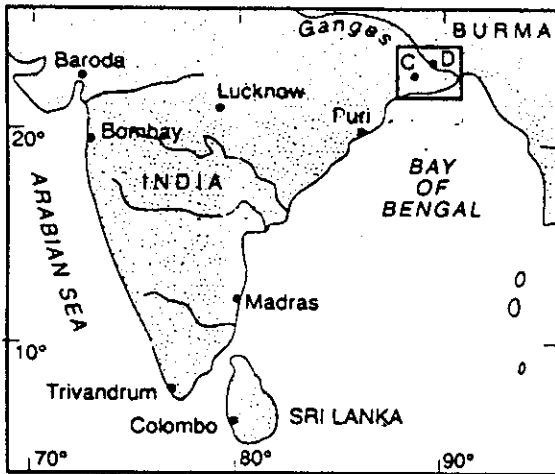 Ganges
BURMA
C
D
Baroda
Lucknow
Puri
20°
Bombay
INDIA
BAY
OF
BENGAL
ARABIAN SEA
Madras
10°
Trivandrum
Colombo
SRI LANKA
70°
80°
90°